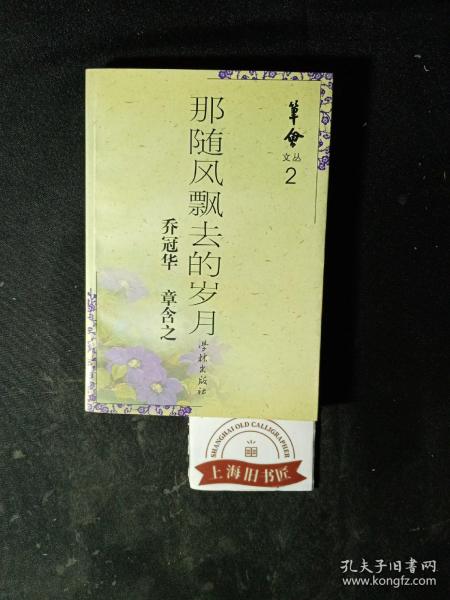 笔会
文丛
2
那随风飘去的岁月
乔冠华 章含之
学林出版社
SHANGHAI OLD CALLIGRAPHER
上海旧书匠
孔夫子旧书网
www.kongfz.com